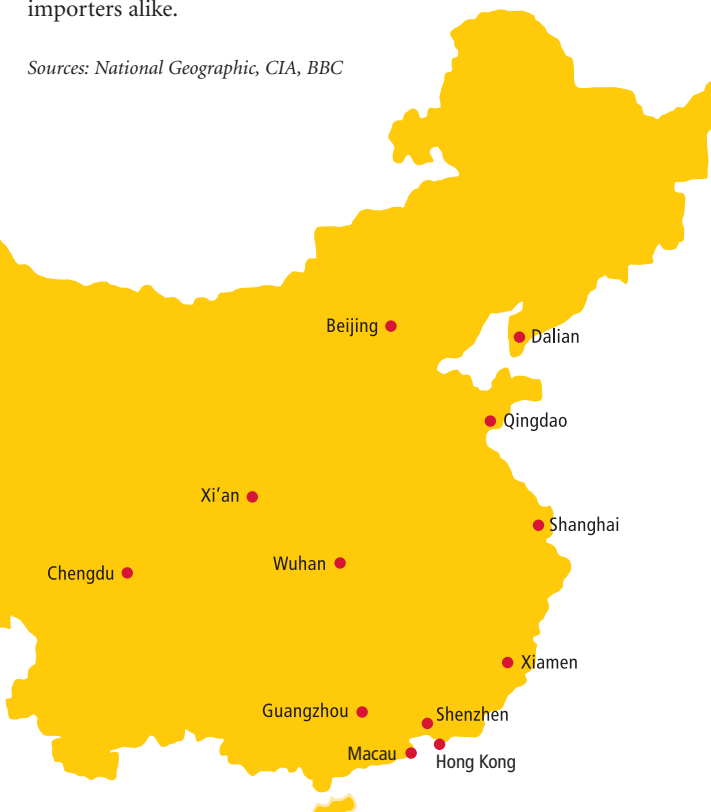 importers alike.
Sources: National Geographic, CIA, BBC
Beijing
Dalian
Qingdao
Xi’an
Shanghai
Wuhan
Chengdu
Xiamen
Guangzhou
Shenzhen
Macau
Hong Kong